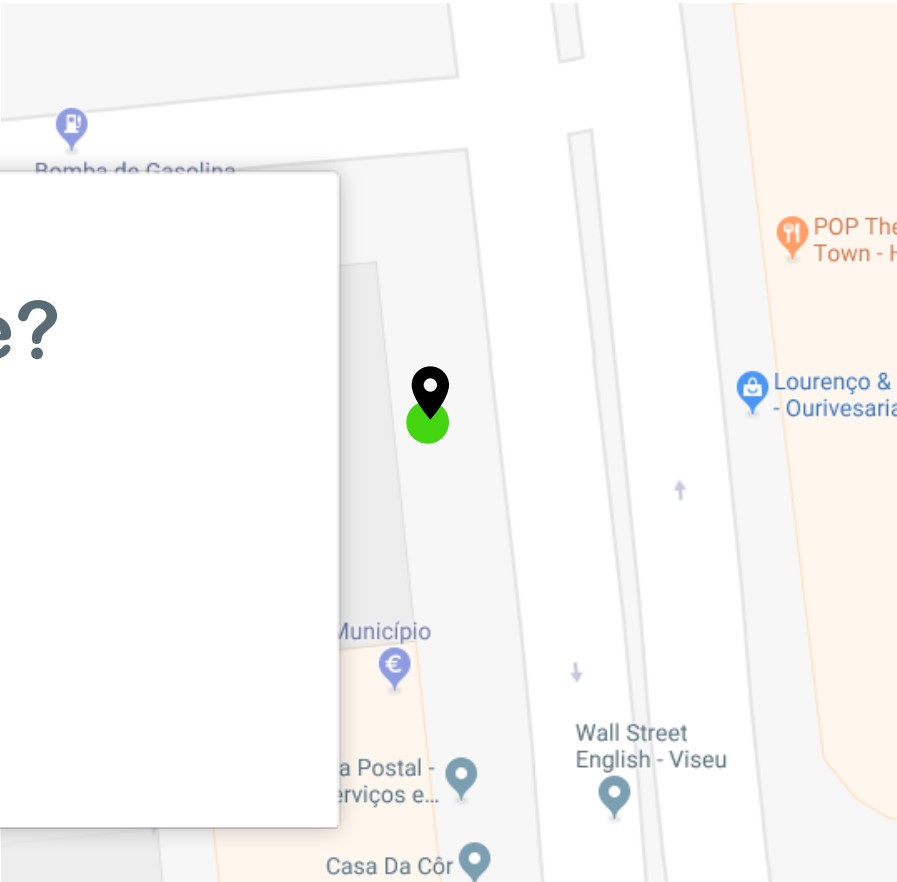 Bomba de Gasolina
POP The
Town - H
e?
Lourenço &
- Ourivesaria
Município
€
Wall Street
English - Viseu
a Postal -
erviços e...
Casa Da Côr